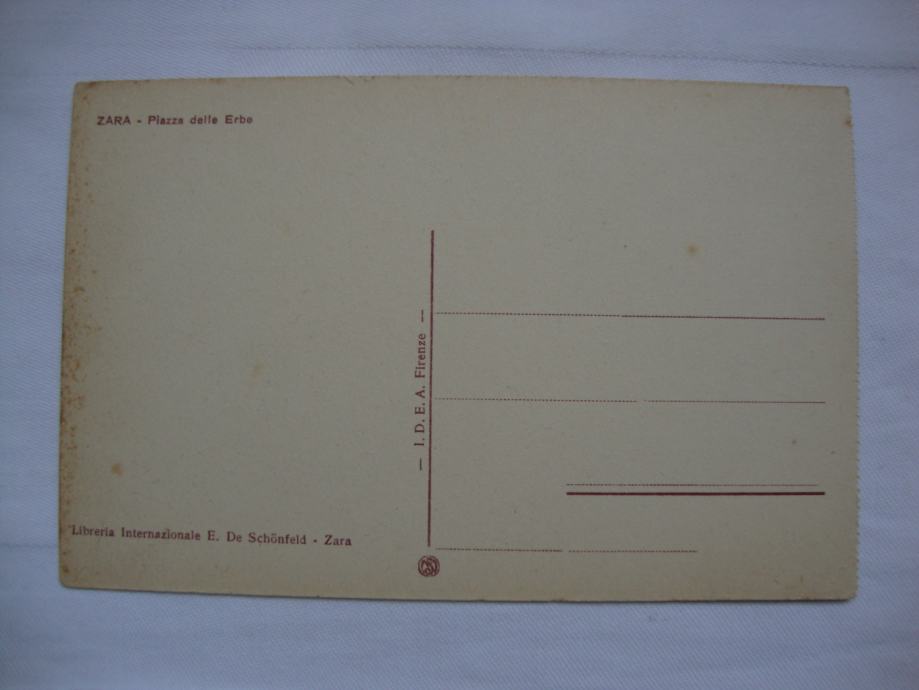 ZARA - Piazza delle Erbe
— I. D. E. A. Firenze —
Libreria Internazionale E. De Schönfeld - Zara